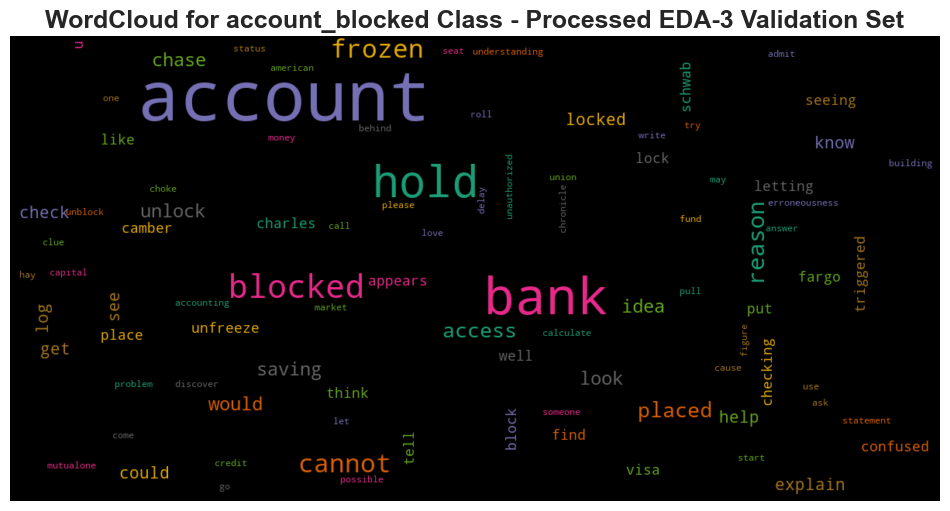 WordCloud for account_blocked Class - Processed EDA-3 Validation Set
u status frozen seat understanding admit
chase american
account schwab seeing
one behind roll locked try
like money write know
lock building
hold unauthorized union may letting
choke delay chronicle erroneousness
check unblock unlock please fund reason answer
camber charles call love
clue triggered
hay capital blocked appears fargo
see accounting market bank idea pull put
log place unfreeze access calculate
get well figure
saving look cause checking
problem discover think use
would let block someone placed help ask statement
come find confused
tell
mutualone could credit cannot visa start
go possible explain